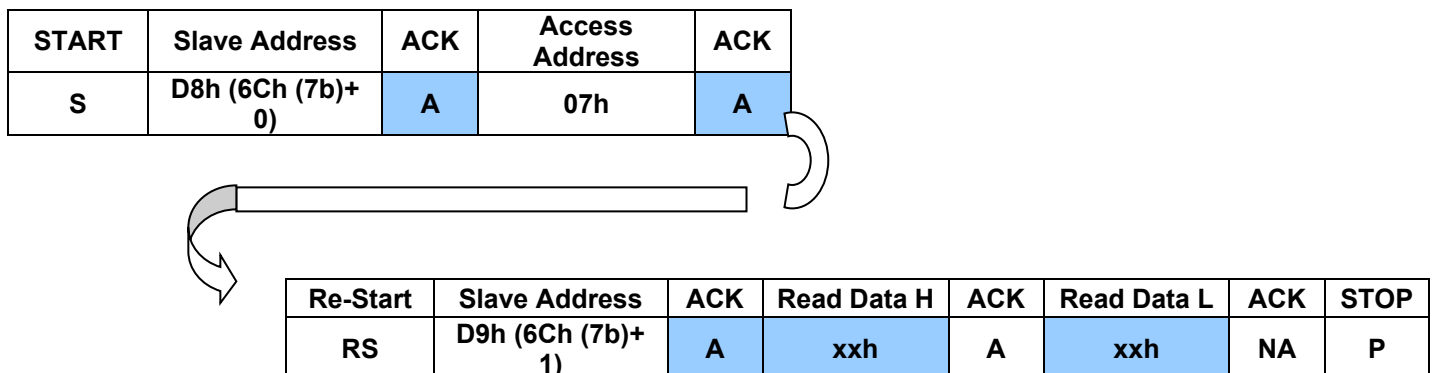 START Slave Address ACK Access Address ACK
S D8h (6Ch (7b)+ 0) A 07h A
Re-Start Slave Address ACK Read Data H ACK Read Data L ACK STOP
RS D9h (6Ch (7b)+ 1) A xxh A xxh NA P